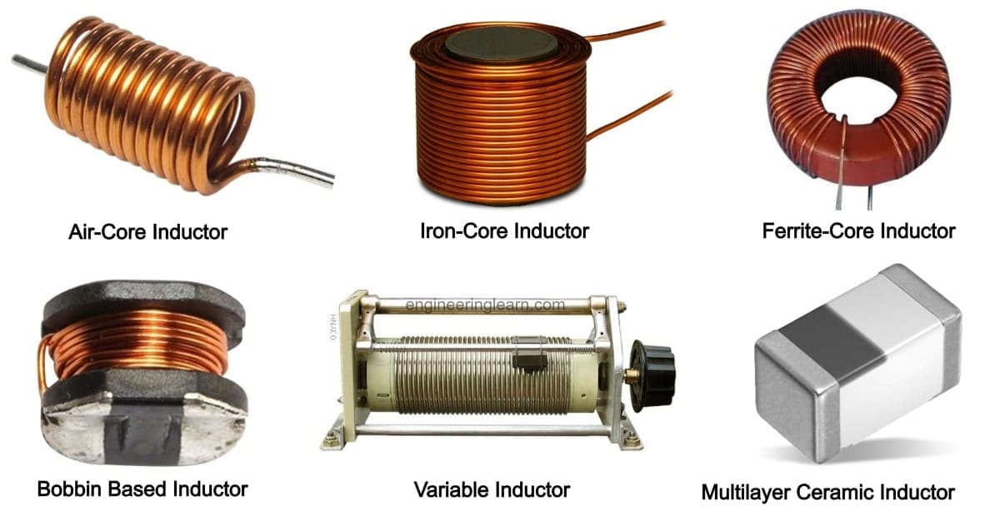 Air-Core Inductor
Iron-Core Inductor
Ferrite-Core Inductor
engineeringlearn.com
Bobbin Based Inductor
Variable Inductor
Multilayer Ceramic Inductor